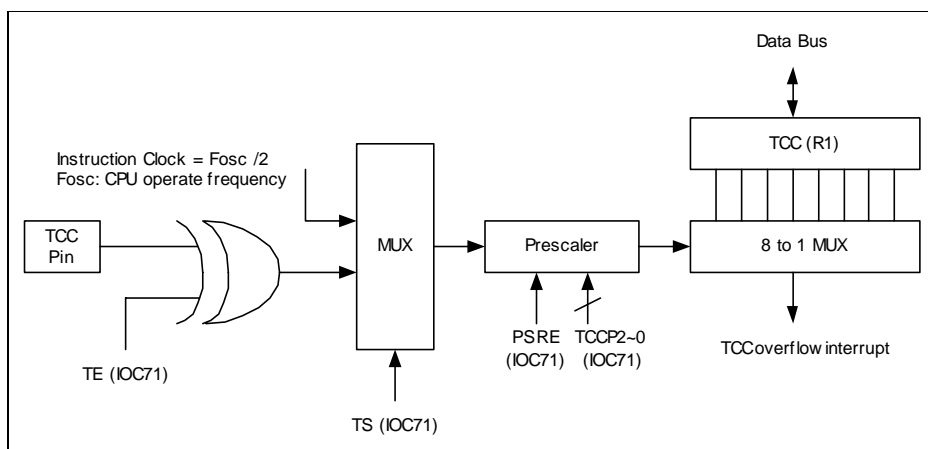 Data Bus
TCC (R1)
Instruction Clock = Fosc /2
Fosc: CPU operate frequency
TCC
Pin
MUX
Prescaler
8 to 1 MUX
PSRE
(IOC71)
TCCP2~0
(IOC71)
TCCoverflow interrupt
TE (IOC71)
TS (IOC71)